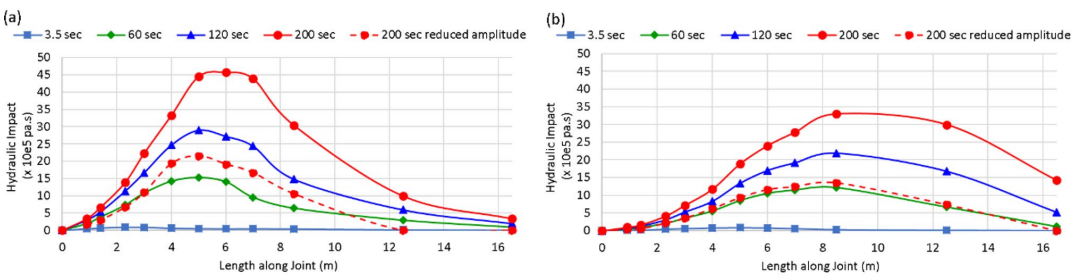 (a)
3.5 sec 60 sec 120 sec 200 sec 200 sec reduced amplitude
50
45
40
35
30
25
20
15
10
5
0
Hydraulic Impact
(x 10e5 pa.s)
0 2 4 6 8 10 12 14 16
Length along Joint (m)
(b)
3.5 sec 60 sec 120 sec 200 sec 200 sec reduced amplitude
50
45
40
35
30
25
20
15
10
5
0
Hydraulic Impact
(x 10e5 pa.s)
0 2 4 6 8 10 12 14 16
Length along Joint (m)